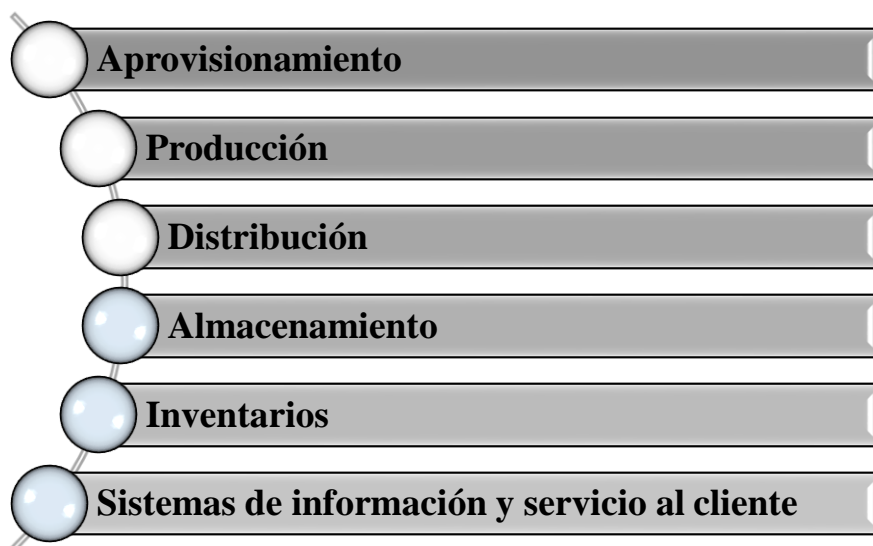 Aprovisionamiento
Producción
Distribución
Almacenamiento
Inventarios
Sistemas de información y servicio al cliente